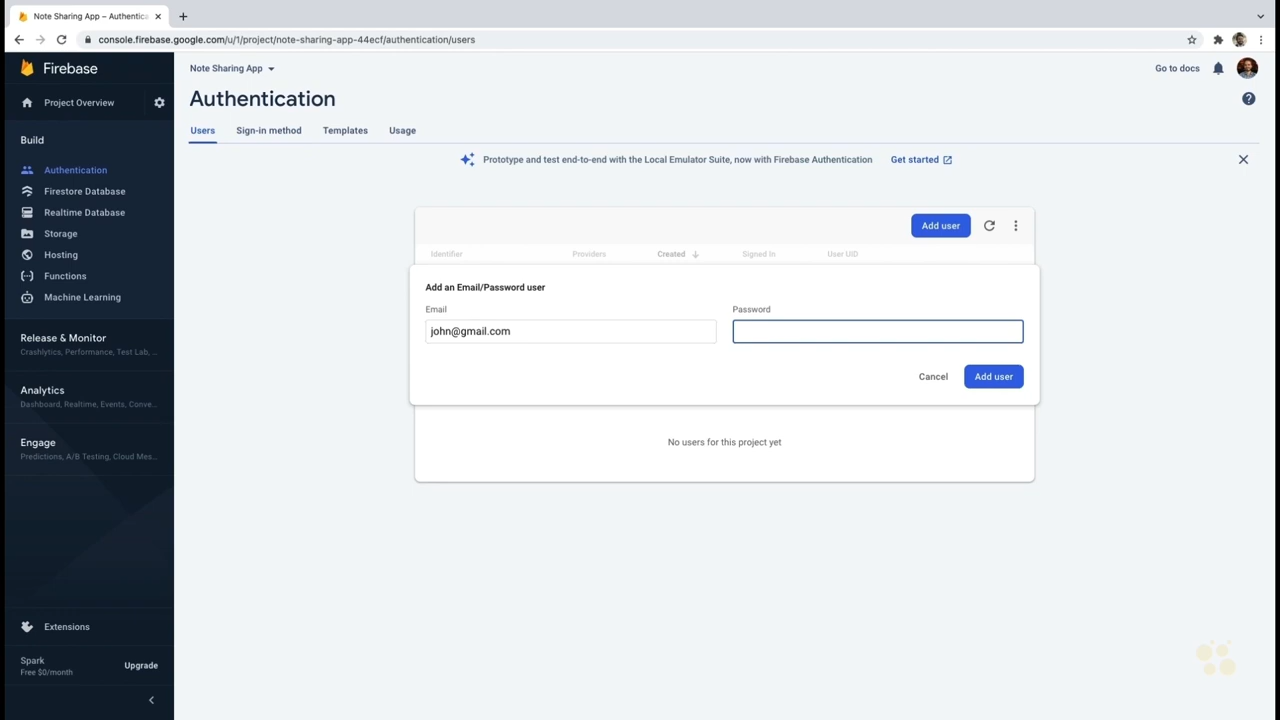 Note Sharing App – Authentica
console.firebase.google.com/u/1/project/note-sharing-app-44ecf/authentication/users
Firebase
Note Sharing App
Go to docs
Project Overview
Authentication
Users Sign-in method Templates Usage
Build
Prototype and test end-to-end with the Local Emulator Suite, now with Firebase Authentication Get started
Authentication
Firestore Database
Realtime Database
Storage
Hosting
Functions
Machine Learning
Release & Monitor
Crashlytics, Performance, Test Lab, ...
Analytics
Dashboard, Realtime, Events, Conve...
Engage
Predictions, A/B Testing, Cloud Mes...
Extensions
Spark
Free $0/month
Upgrade
Add user
Identifier Providers Created Signed In User UID
Add an Email/Password user
Email Password
john@gmail.com
Cancel Add user
No users for this project yet